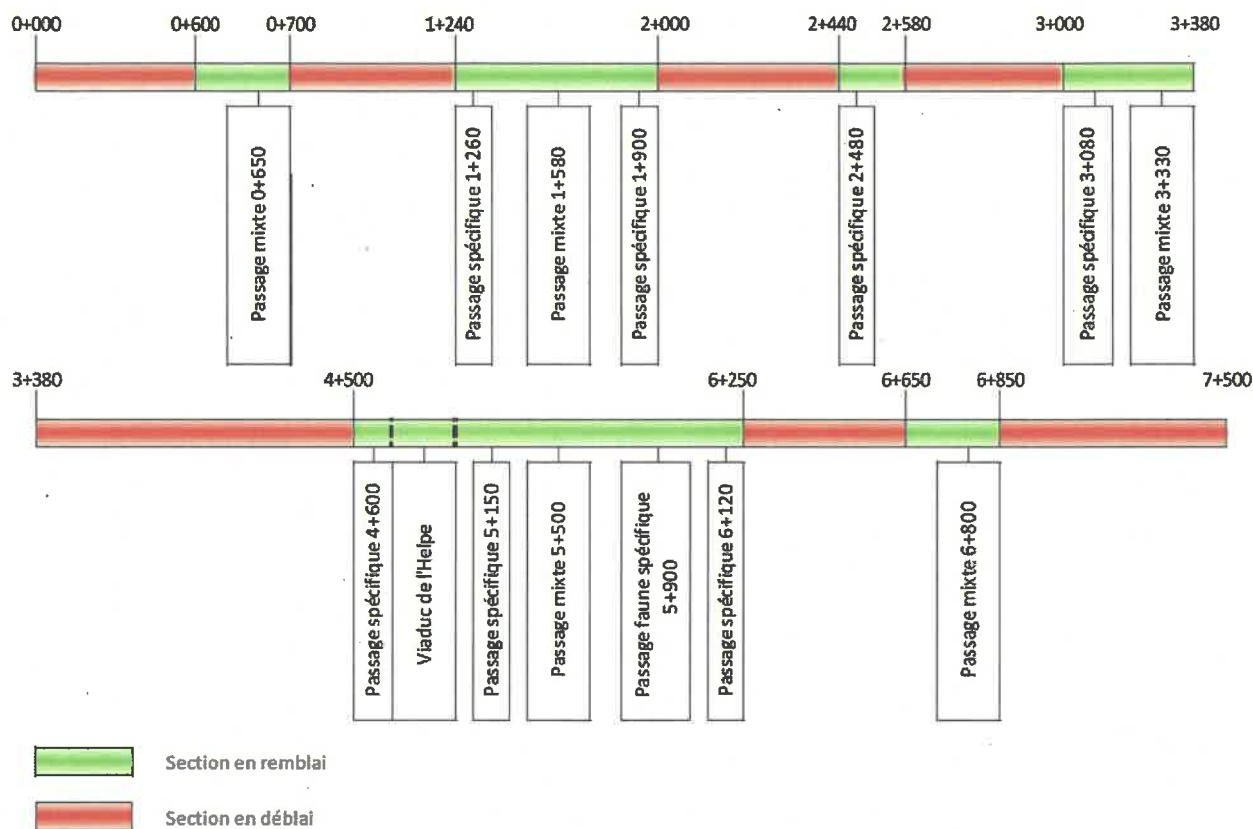 0+000 0+600 0+700 1+240 2+000 2+440 2+580 3+000 3+380
Passage mixte 0+650
Passage spécifique 1+260
Passage mixte 1+580
Passage spécifique 1+900
Passage spécifique 2+480
Passage spécifique 3+080
Passage mixte 3+330
3+380 4+500 6+250 6+650 6+850 7+500
Passage spécifique 4+600
Viaduc de l'Helpe
Passage spécifique 5+150
Passage mixte 5+500
Passage faune spécifique
5+900
Passage spécifique 6+120
Passage mixte 6+800
Section en remblai
Section en déblai